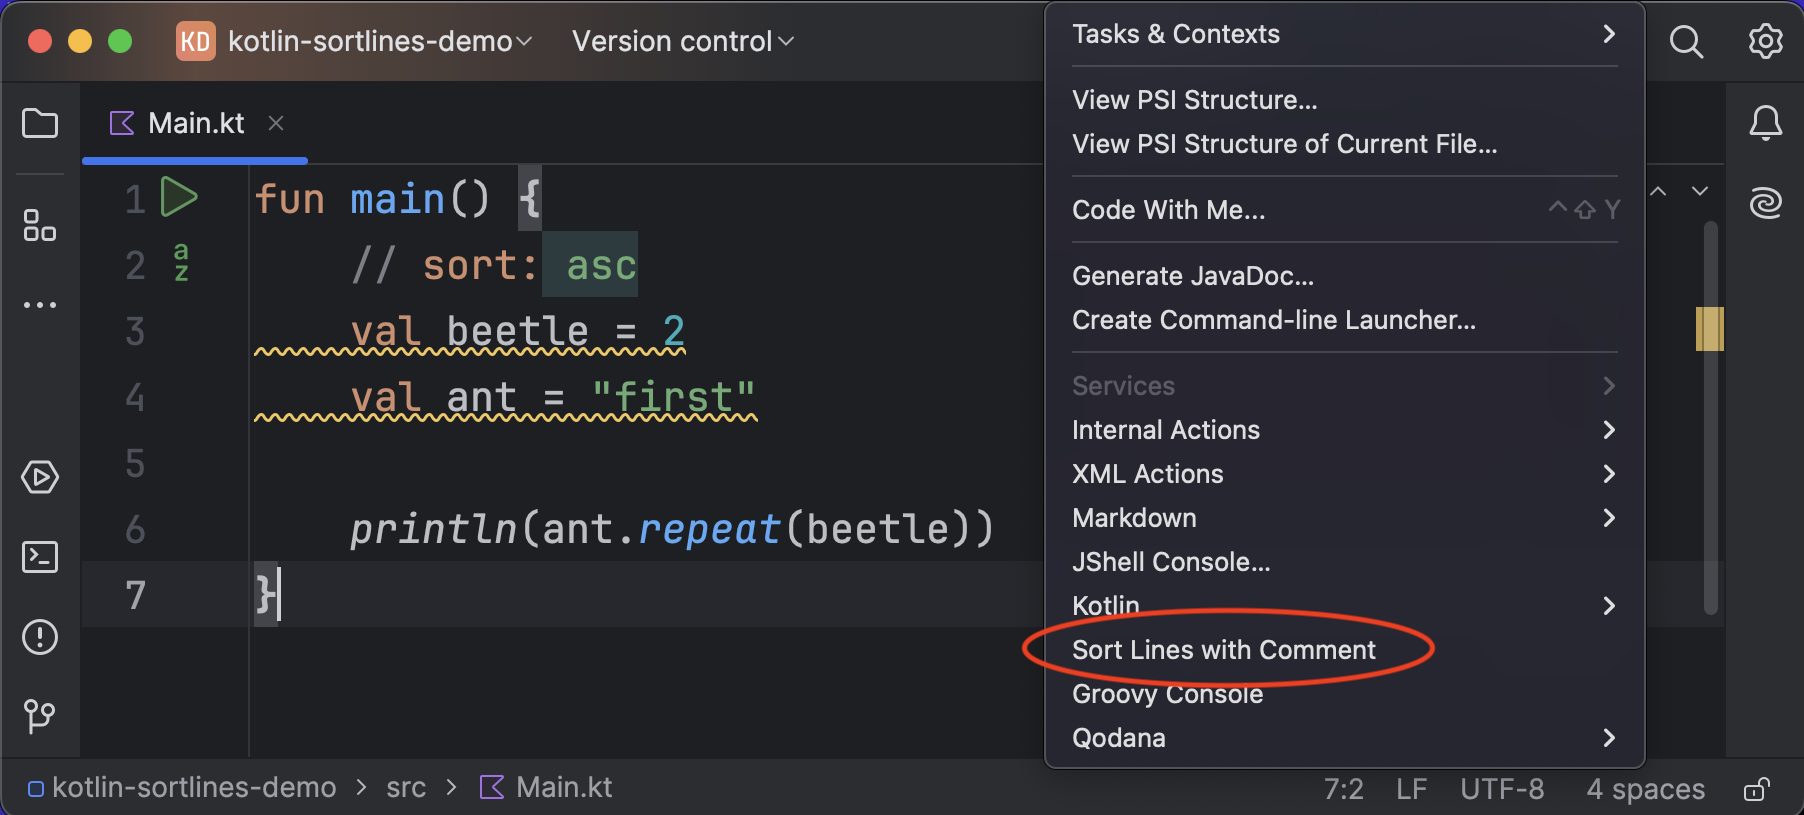 KD kotlin-sortlines-demo Version control
Main.kt
1 fun main() {
2 a z // sort: asc
3 val beetle = 2
4 val ant = "first"
5
6 println(ant.repeat(beetle))
7 }
Tasks & Contexts
View PSI Structure...
View PSI Structure of Current File...
Code With Me... ^⇧Y
Generate JavaDoc...
Create Command-line Launcher...
Services
Internal Actions
XML Actions
Markdown
JShell Console...
Kotlin
Sort Lines with Comment
Groovy Console
Qodana
kotlin-sortlines-demo > src > Main.kt 7:2 LF UTF-8 4 spaces